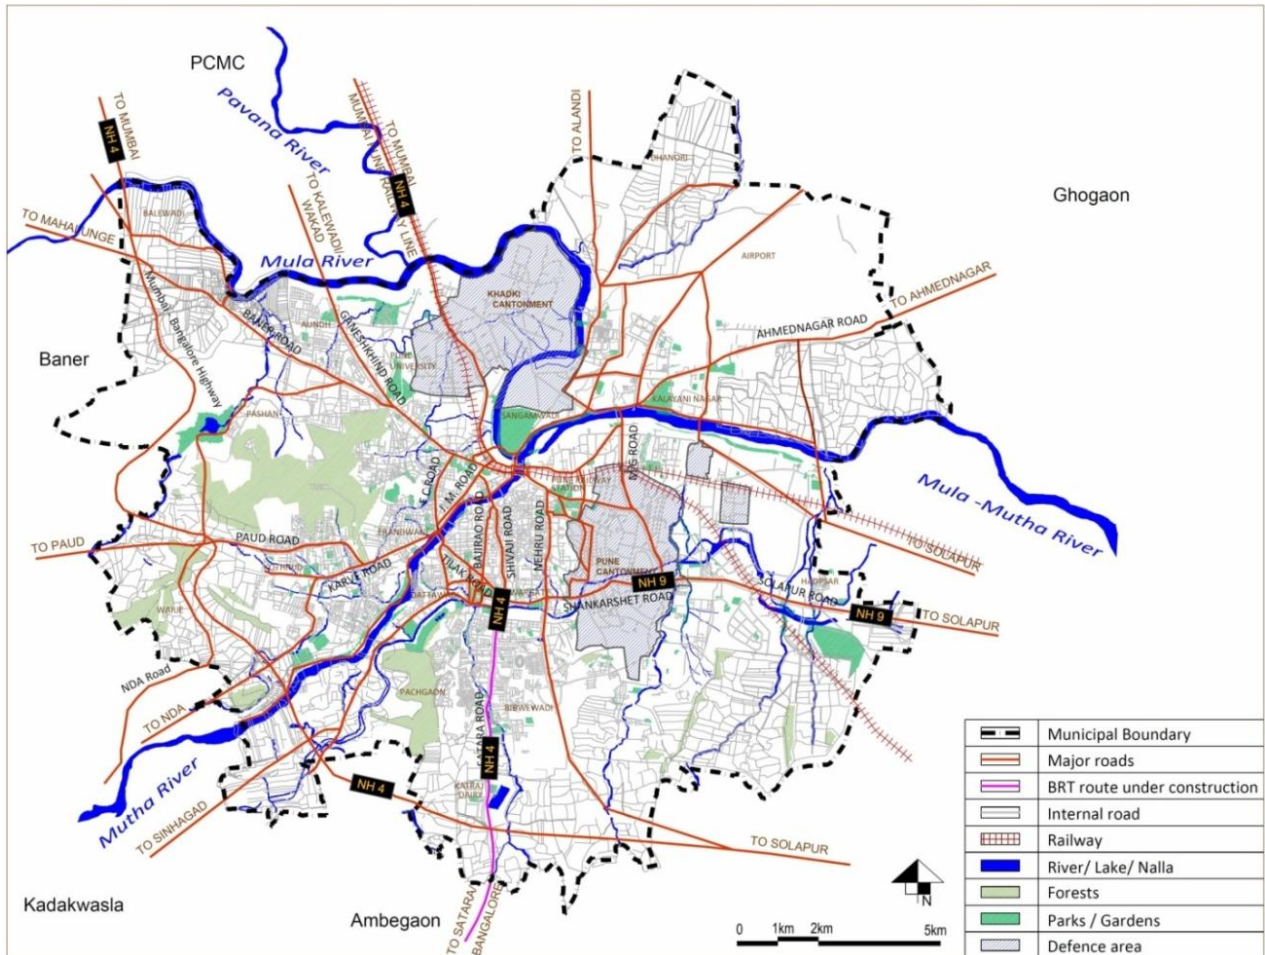 PCMC
Pavana River
TO MUMBAI
NH 4
MUMBAI PUNE RAILWAY LINE
TO MUMBAI
NH 4
TO ALANDI
DHANORI
Ghogaon
TO KALEWADI/
WAKAD
BALEWADI
TO MAHALUNGE
Mula River
AIRPORT
KHADKI
CANTONMENT
TO AHMEDNAGAR
AHMEDNAGAR ROAD
Mumbai - Bangalore Highway
BANER ROAD
AUNDH
GANESHKHIND ROAD
PUNE
UNIVERSITY
Baner
KALAYANI NAGAR
PASHAN
SANGAMWADI
M G ROAD
F C ROAD
J. M. ROAD
PUNE RAILWAY
STATION
Mula -Mutha River
BAJIRAO ROAD
SHIVAJI ROAD
NEHRU ROAD
TO PAUD
PAUD ROAD
KARVE ROAD
TILAK ROAD
PUNE
CANTONMENT
NH 9
TO SOLAPUR
SOLAPUR ROAD
HADPSAR
WARJE
SHANKARSHET ROAD
NH 4
NH 9
TO SOLAPUR
NDA Road
TO NDA
PACHGAON
BIBWEWADI
SATARA ROAD
NH 4
Mutha River
TO SINHAGAD
NH 4
KATRAJ
DAIRY
TO SOLAPUR
Kadakwasla
Ambegaon
TO SATARA/
BANGALORE
N
0 1km 2km 5km
Municipal Boundary
Major roads
BRT route under construction
Internal road
Railway
River/ Lake/ Nalla
Forests
Parks / Gardens
Defence area